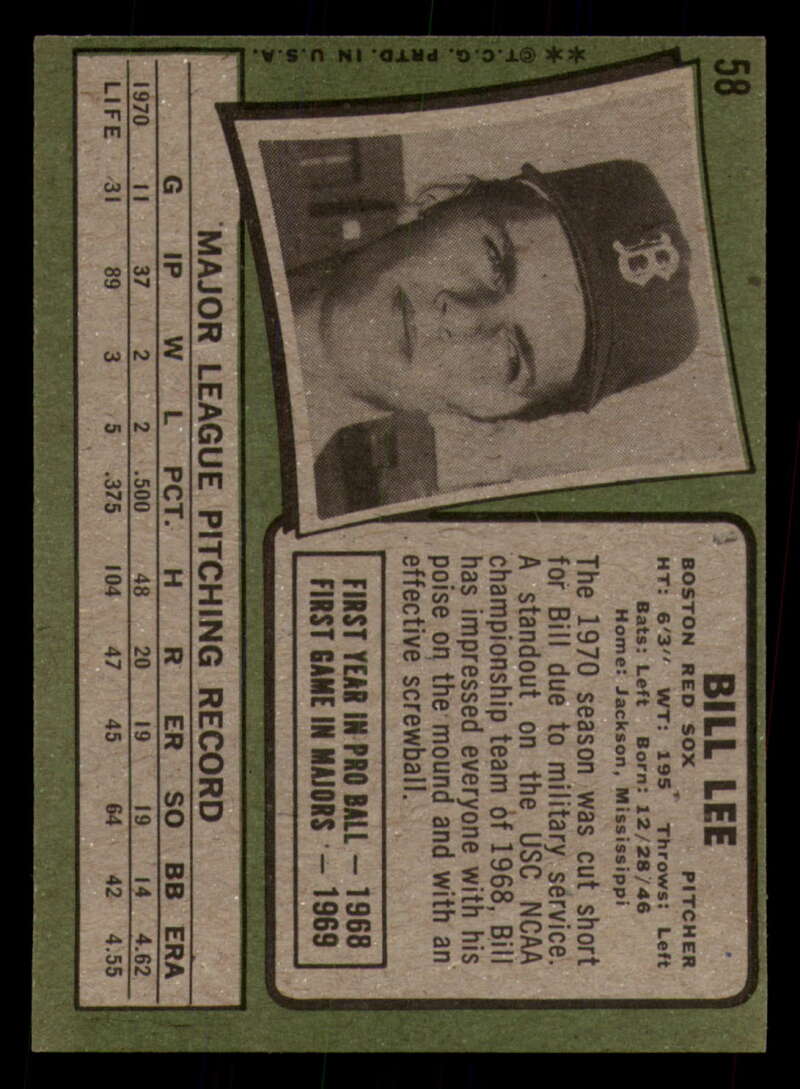 58
B
BILL LEE
BOSTON RED SOX PITCHER
HT: 6'3" WT: 195 Throws: Left
Bats: Left Born: 12/28/46
Home: Jackson, Mississippi
The 1970 season was cut short
for Bill due to military service.
A standout on the USC NCAA
championship team of 1968, Bill
has impressed everyone with his
poise on the mound and with an
effective screwball.
FIRST YEAR IN PRO BALL — 1968
FIRST GAME IN MAJORS — 1969
MAJOR LEAGUE PITCHING RECORD
G IP W L PCT. H R ER SO BB ERA
1970 11 37 2 2 .500 48 20 19 19 14 4.62
LIFE 31 89 3 5 .375 104 47 45 64 42 4.55
**©T.C.G. PRTD. IN U.S.A.